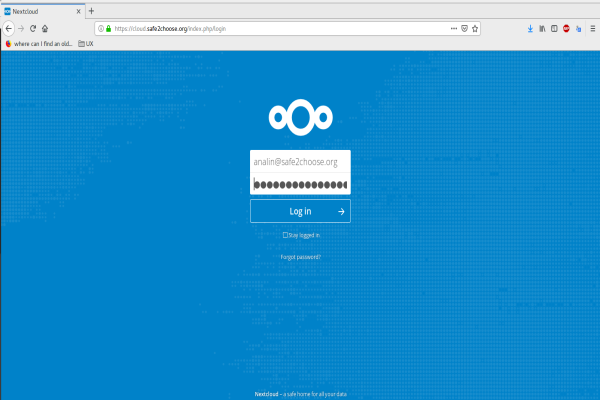 Nextcloud
https://cloud.safe2choose.org/index.php/login
where can I find an old... UX
analin@safe2choose.org
●●●●●●●●●●●●●●●
Log in →
Stay logged in
Forgot password?
Nextcloud – a safe home for all your data